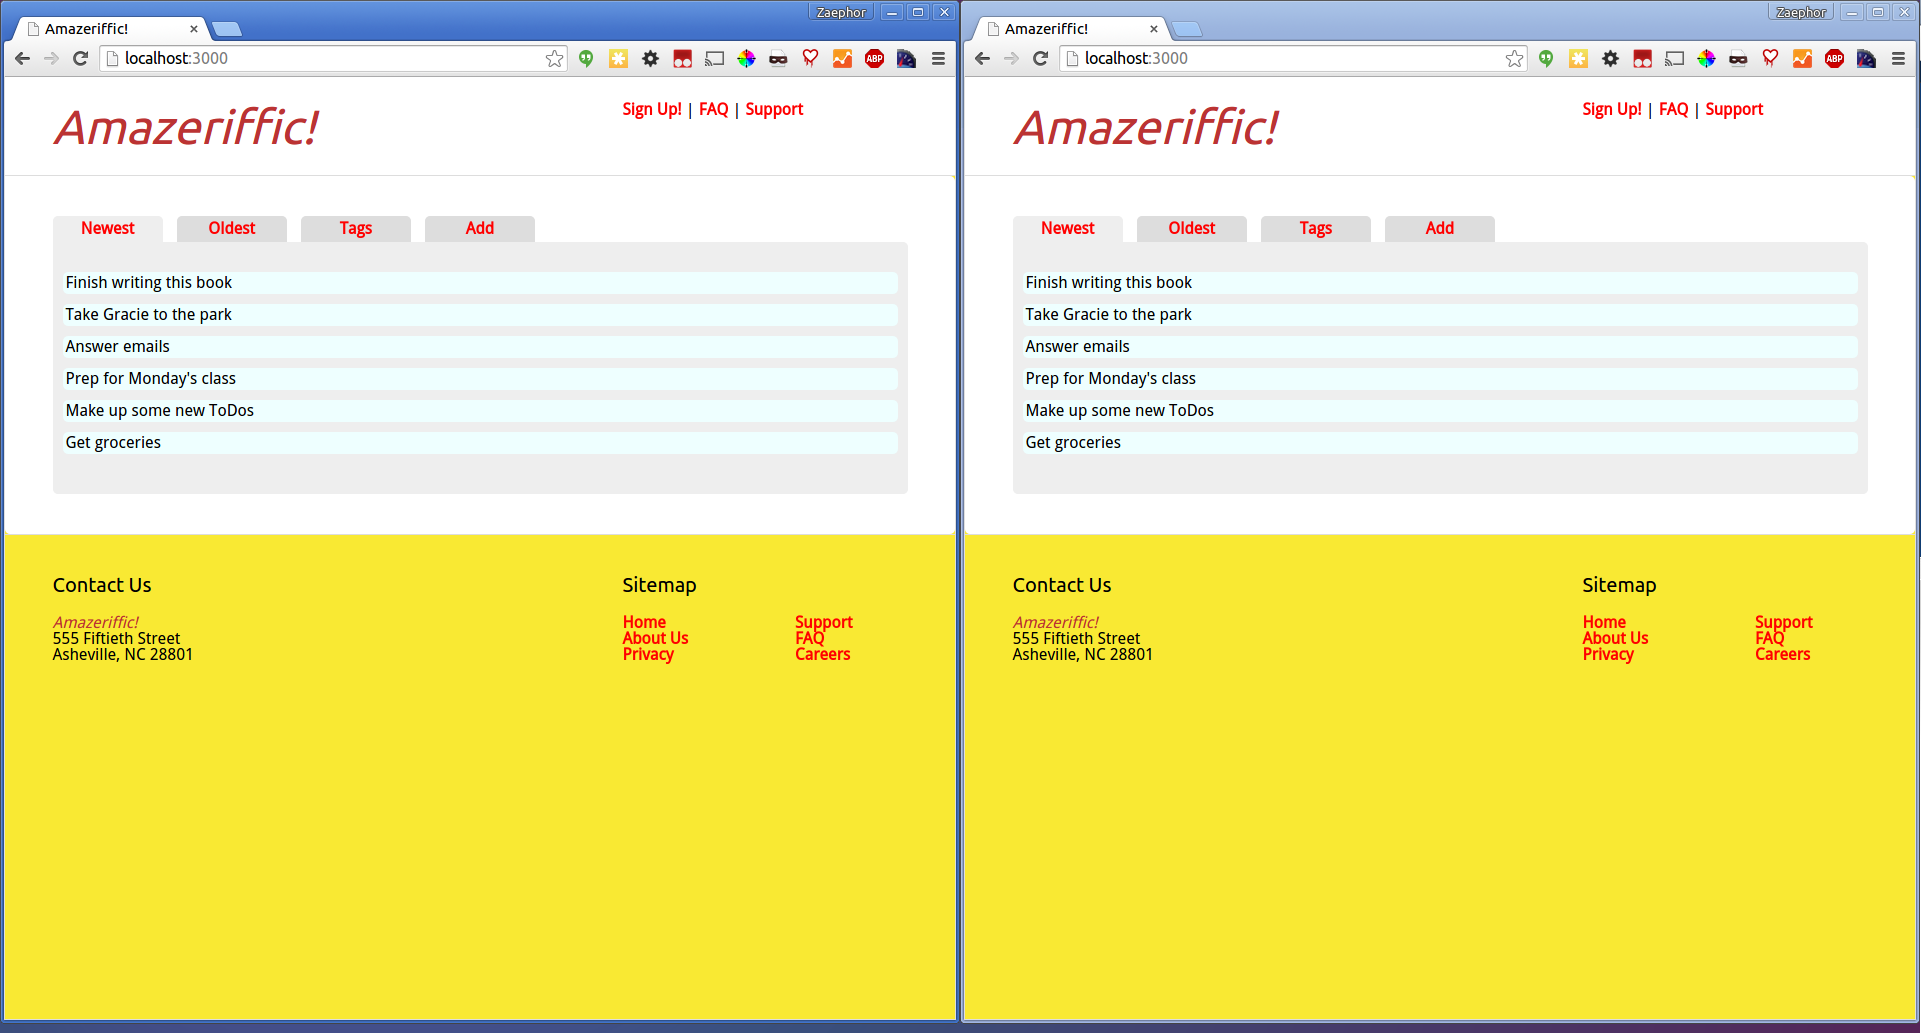 Zaephor
Amazeriffic!
localhost:3000
ABP
Amazeriffic!
Sign Up! | FAQ | Support
Newest Oldest Tags Add
Finish writing this book
Take Gracie to the park
Answer emails
Prep for Monday's class
Make up some new ToDos
Get groceries
Contact Us
Amazeriffic!
555 Fiftieth Street
Asheville, NC 28801
Sitemap
Home Support
About Us FAQ
Privacy Careers
Zaephor
Amazeriffic!
localhost:3000
ABP
Amazeriffic!
Sign Up! | FAQ | Support
Newest Oldest Tags Add
Finish writing this book
Take Gracie to the park
Answer emails
Prep for Monday's class
Make up some new ToDos
Get groceries
Contact Us
Amazeriffic!
555 Fiftieth Street
Asheville, NC 28801
Sitemap
Home Support
About Us FAQ
Privacy Careers